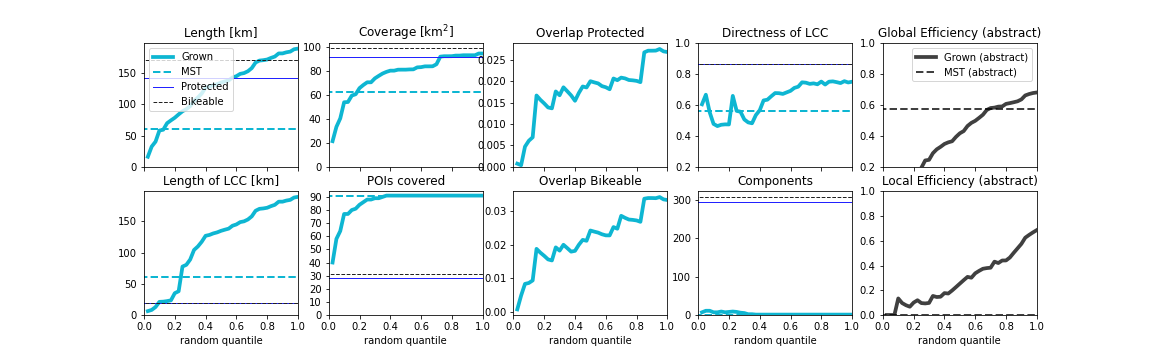 Length [km]
Coverage [km²]
Overlap Protected
Directness of LCC
Global Efficiency (abstract)
Grown
MST
Protected
Bikeable
Grown (abstract)
MST (abstract)
150
100
50
0
100
80
60
40
20
0
0.025
0.020
0.015
0.010
0.005
0.000
1.0
0.8
0.6
0.4
0.2
1.0
0.8
0.6
0.4
0.2
Length of LCC [km]
POIs covered
Overlap Bikeable
Components
Local Efficiency (abstract)
150
100
50
0
90
80
70
60
50
40
30
20
10
0
0.03
0.02
0.01
0.00
300
200
100
0
1.0
0.8
0.6
0.4
0.2
0.0
0.0 0.2 0.4 0.6 0.8 1.0
0.0 0.2 0.4 0.6 0.8 1.0
0.0 0.2 0.4 0.6 0.8 1.0
0.0 0.2 0.4 0.6 0.8 1.0
0.0 0.2 0.4 0.6 0.8 1.0
random quantile
random quantile
random quantile
random quantile
random quantile